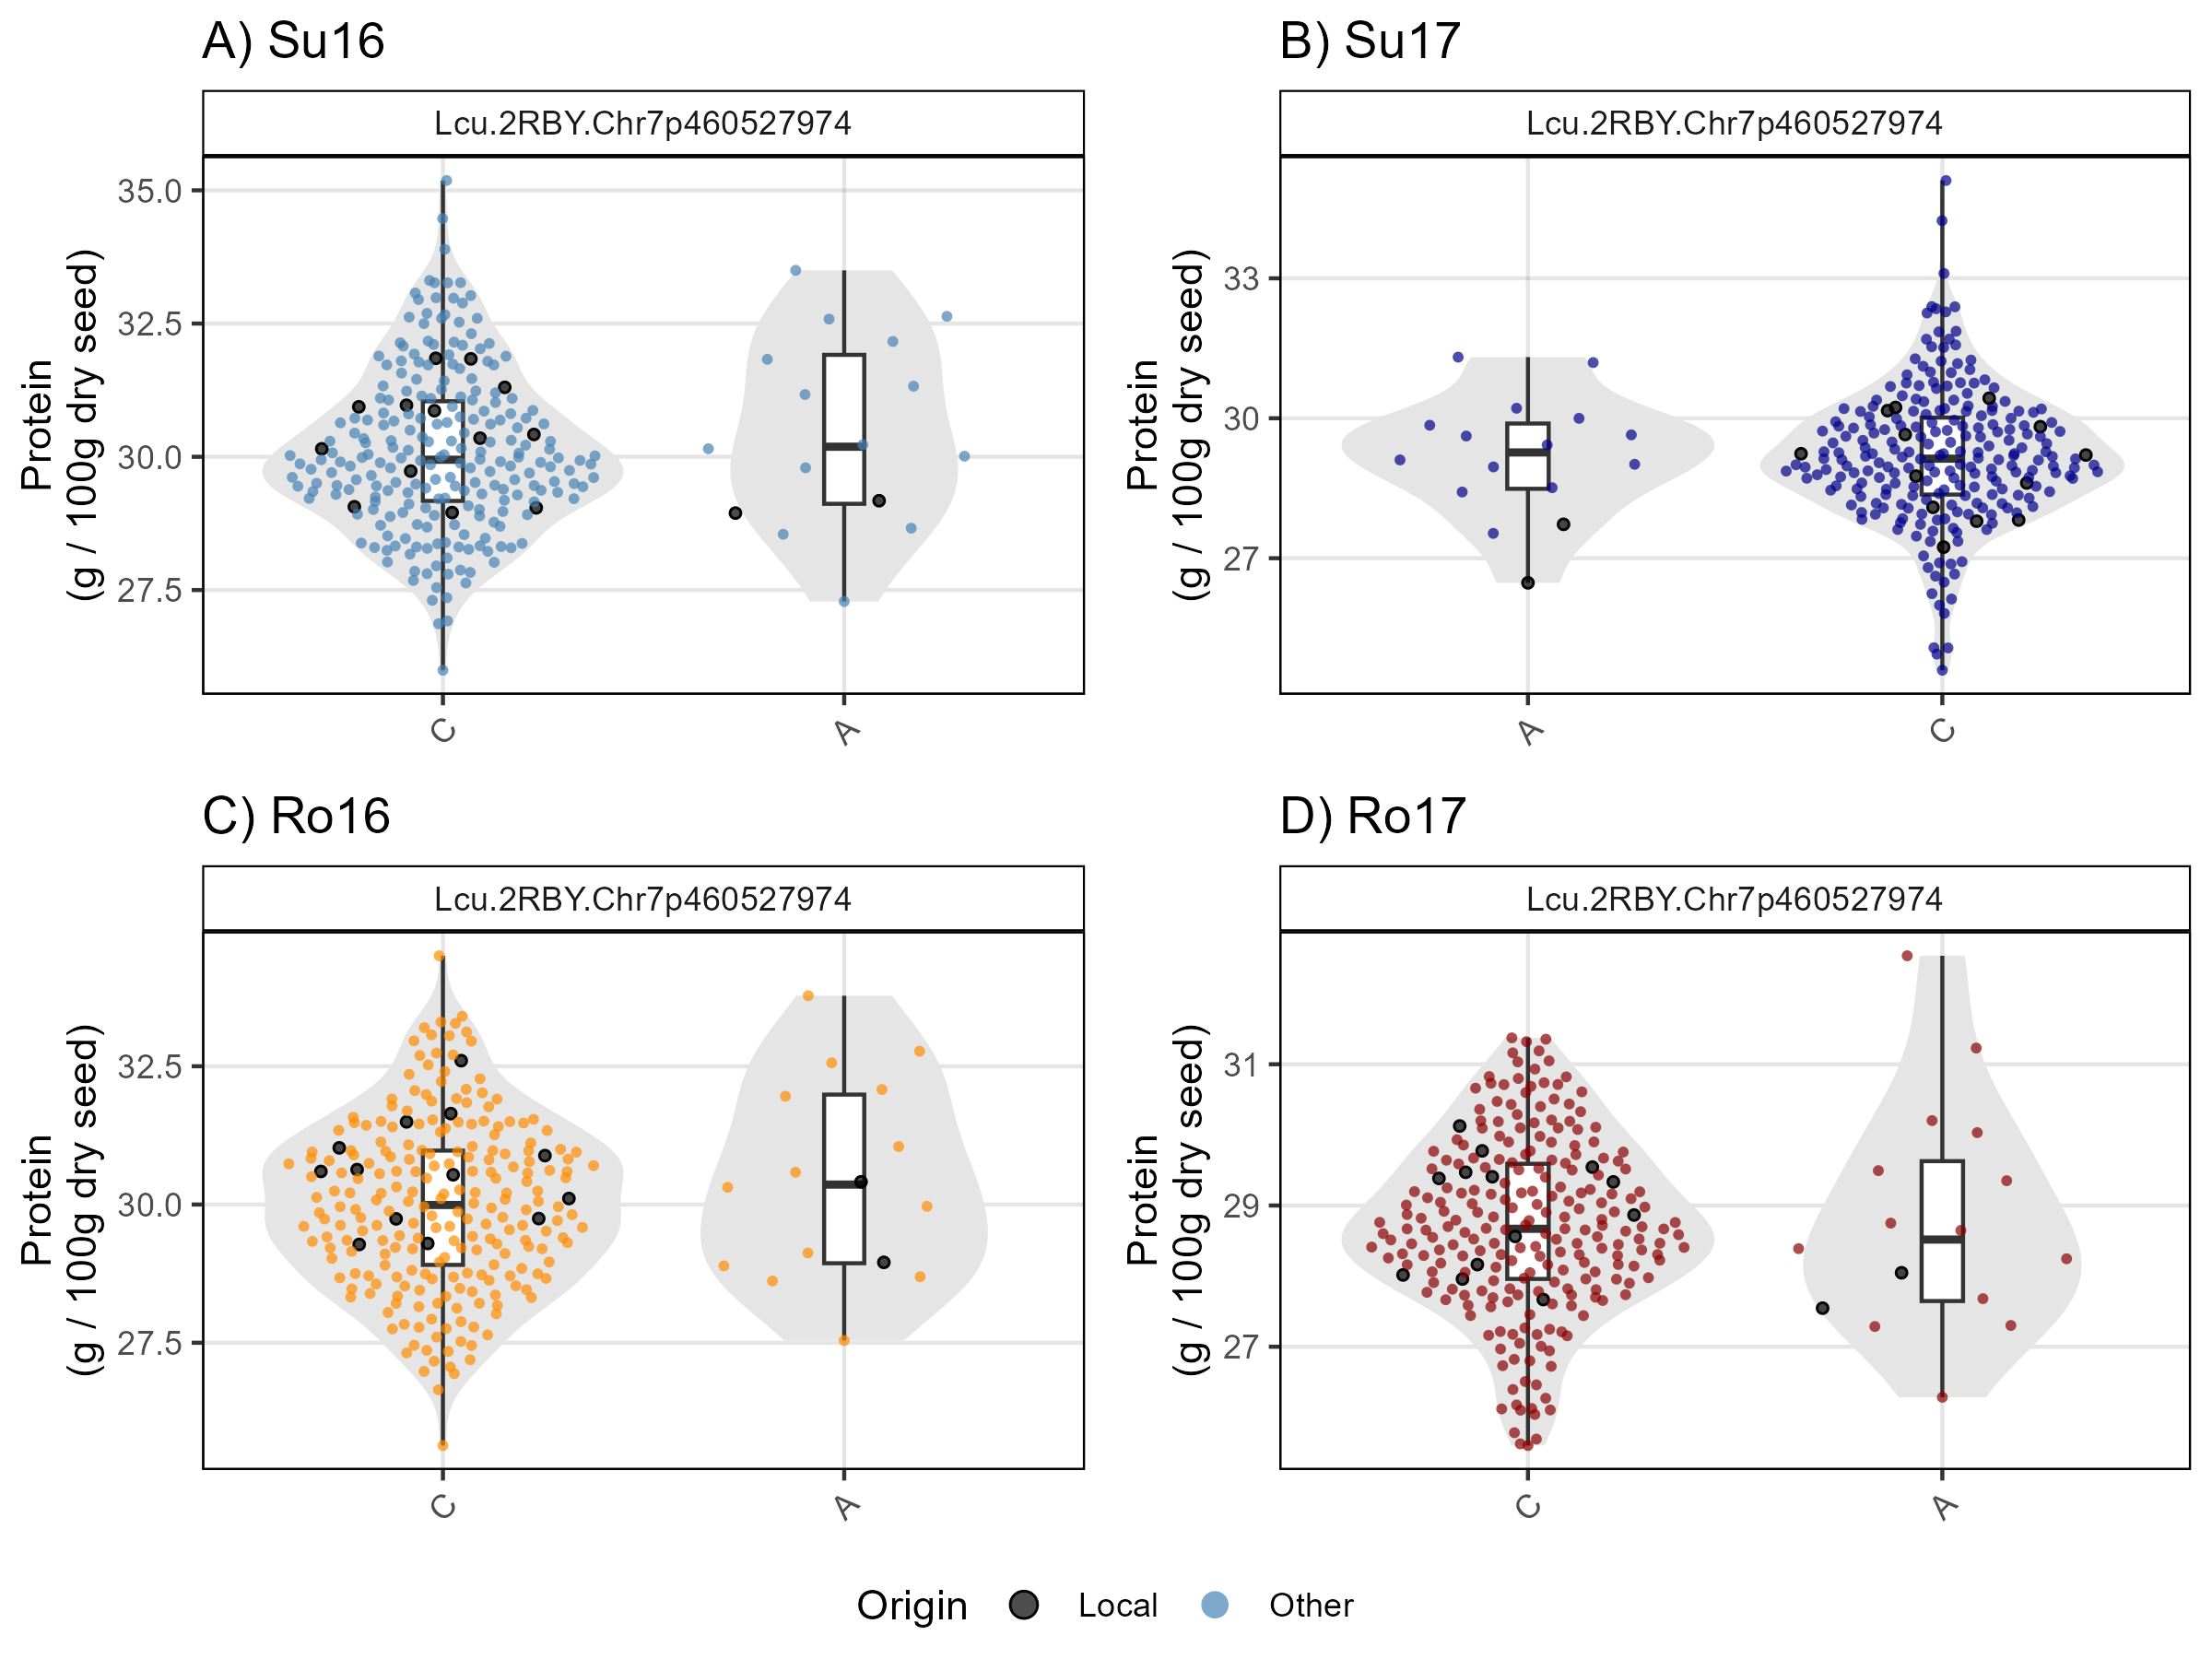 A) Su16
Lcu.2RBY.Chr7p460527974
Protein
(g / 100g dry seed)
35.0
32.5
30.0
27.5
C
A
B) Su17
Lcu.2RBY.Chr7p460527974
Protein
(g / 100g dry seed)
33
30
27
A
C
C) Ro16
Lcu.2RBY.Chr7p460527974
Protein
(g / 100g dry seed)
32.5
30.0
27.5
C
A
D) Ro17
Lcu.2RBY.Chr7p460527974
Protein
(g / 100g dry seed)
31
29
27
C
A
Origin Local Other